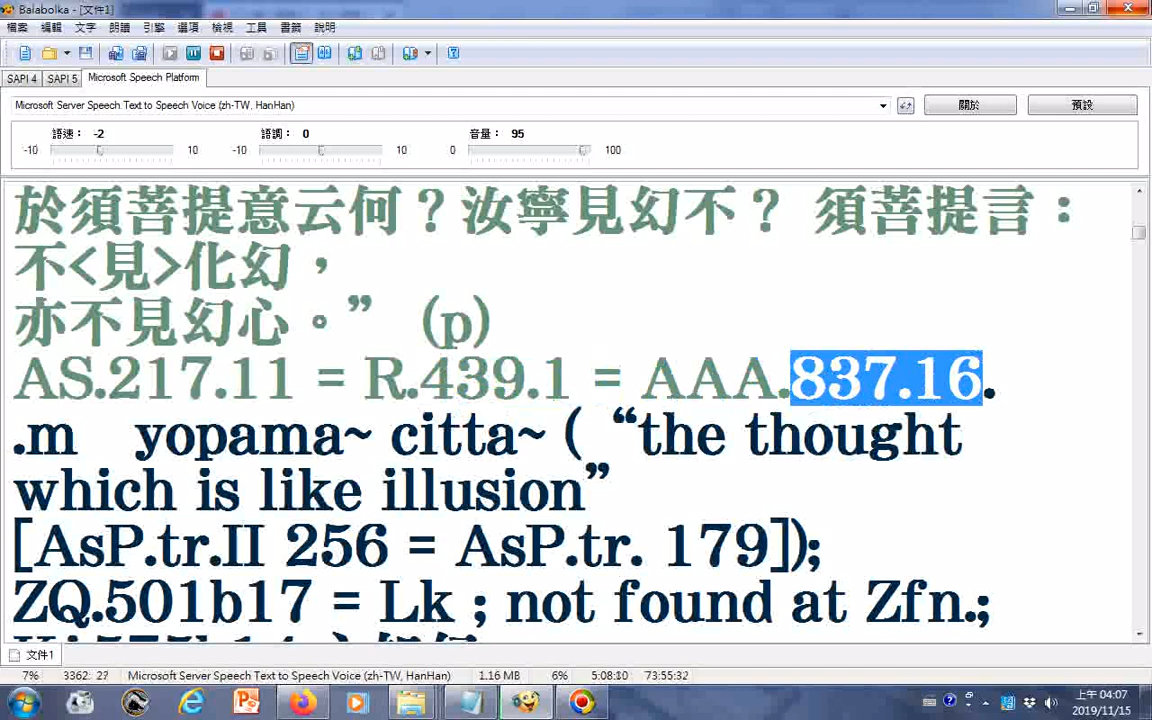 Balabolka - [文件1]
檔案 編輯 文字 朗讀 引擎 選項 檢視 工具 書籤 說明
SAPI 4 SAPI 5 Microsoft Speech Platform
Microsoft Server Speech Text to Speech Voice (zh-TW, HanHan)
關於 預設
語速： -2 語調： 0 音量： 95
-10 10 -10 10 0 100
於須菩提意云何？汝寧見幻不？ 須菩提言：
不<見>化幻，
亦不見幻心。” (p)
AS.217.11 = R.439.1 = AAA.837.16.
.m yopama~ citta~ (“the thought
which is like illusion”
[AsP.tr.II 256 = AsP.tr. 179]);
ZQ.501b17 = Lk ; not found at Zfn.;
文件1
7% 3362: 27 Microsoft Server Speech Text to Speech Voice (zh-TW, HanHan) 1.16 MB 6% 5:08:30 73:55:32
上午 04:07
2019/11/15